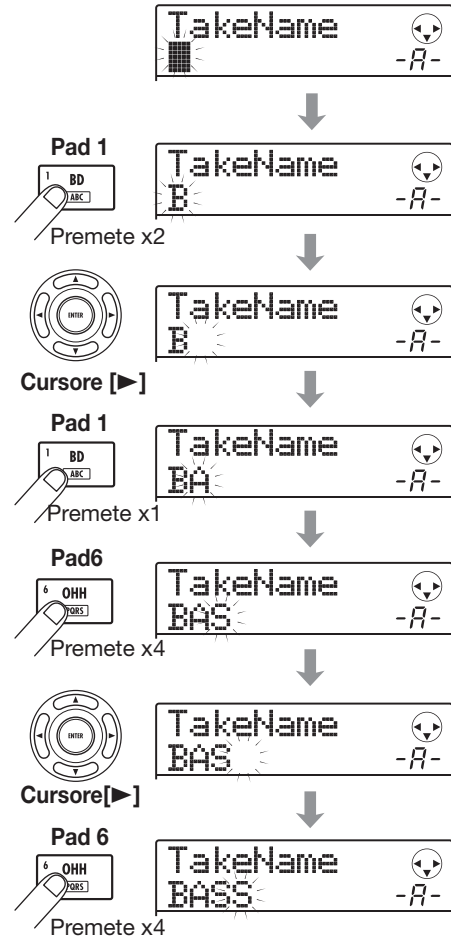 TakeName
-A-
Pad 1
1 BD
ABC
Premete x2
TakeName
B
-A-
ENTER
Cursore [►]
TakeName
B
-A-
Pad 1
1 BD
ABC
Premete x1
TakeName
BA
-A-
Pad6
6 OHH
PQRS
Premete x4
TakeName
BAS
-A-
ENTER
Cursore[►]
TakeName
BAS
-A-
Pad 6
6 OHH
PQRS
Premete x4
TakeName
BASS
-A-